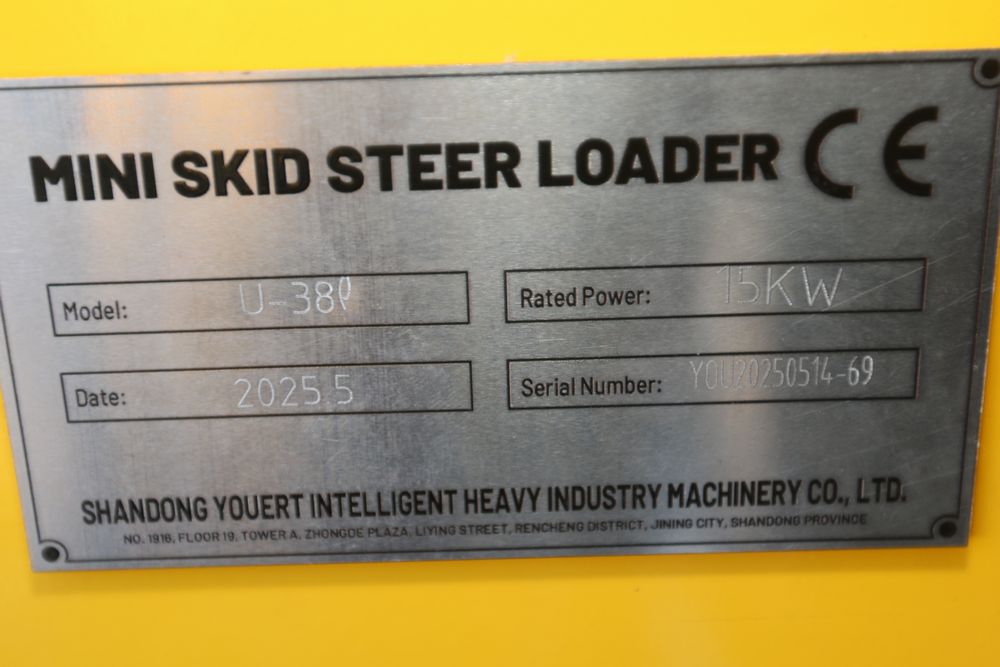 MINI SKID STEER LOADER CE
Model: U-380
Rated Power: 15KW
Date: 2025.5
Serial Number: YOU20250514-69
SHANDONG YOUERT INTELLIGENT HEAVY INDUSTRY MACHINERY CO., LTD.
NO. 1916, FLOOR 19, TOWER A, ZHONGDE PLAZA, LIYING STREET, RENCHENG DISTRICT, JINING CITY, SHANDONG PROVINCE